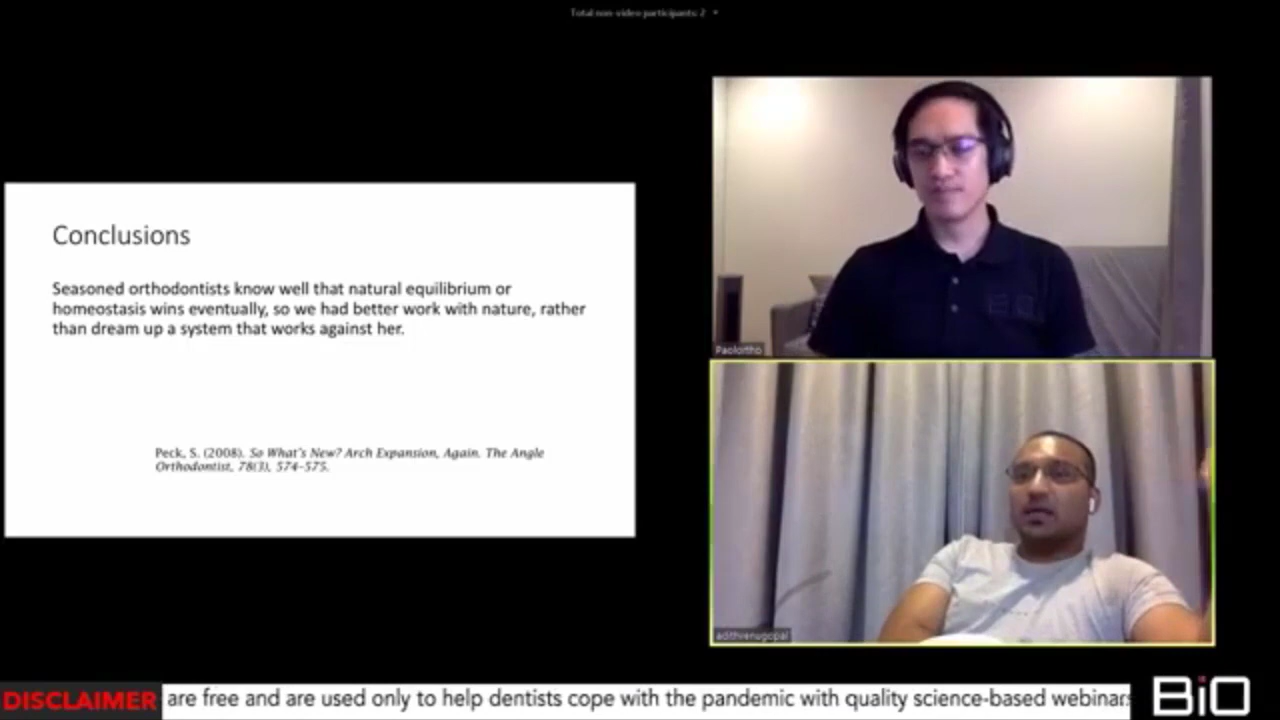 Total non-video participants: 2
Conclusions
Seasoned orthodontists know well that natural equilibrium or
homeostasis wins eventually, so we had better work with nature, rather
than dream up a system that works against her.
Peck, S. (2008). So What's New? Arch Expansion, Again. The Angle
Orthodontist, 78(3), 574–575.
Paolortho
adithvenugopal
DISCLAIMER are free and are used only to help dentists cope with the pandemic with quality science-based webinars
BiO